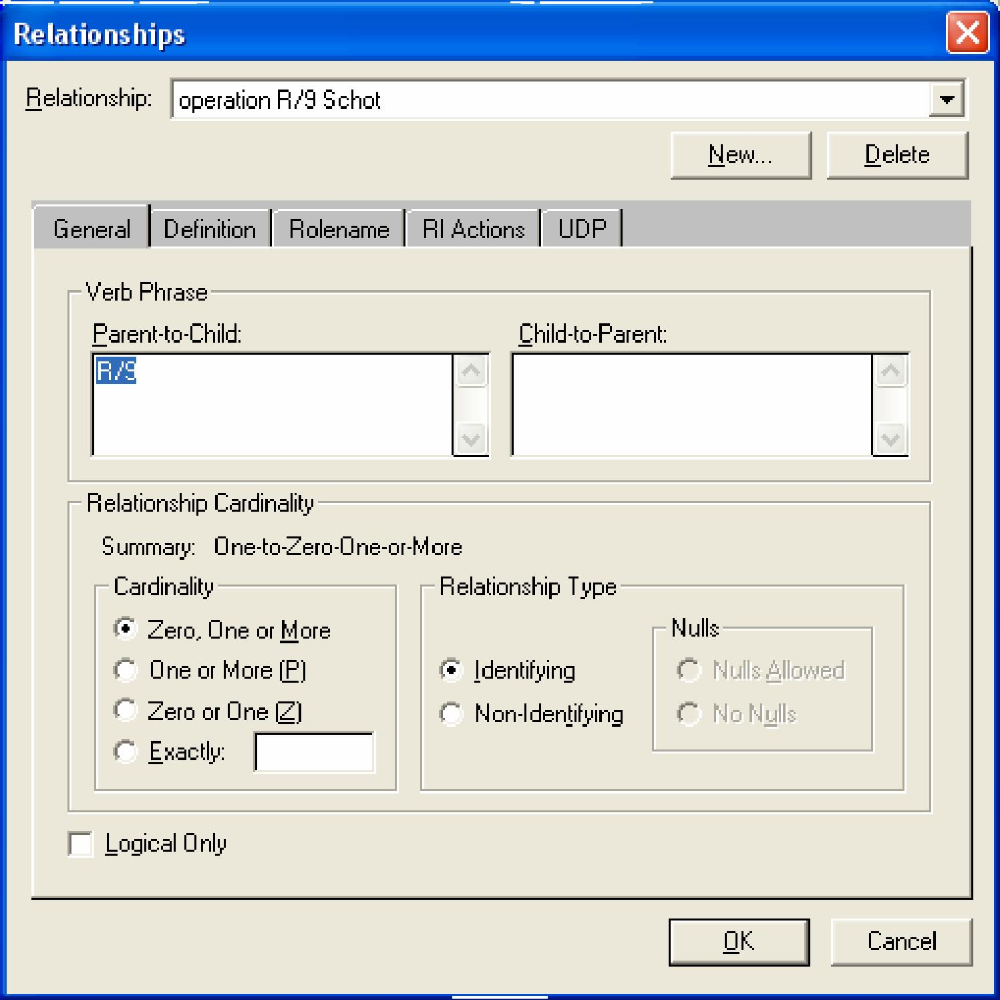 Relationships
Relationship: operation R/9 Schot
New... Delete
General Definition Rolename RI Actions UDP
Verb Phrase
Parent-to-Child: Child-to-Parent:
R/9
Relationship Cardinality
Summary: One-to-Zero-One-or-More
Cardinality Relationship Type
Nulls
Zero, One or More
One or More (P) Identifying Nulls Allowed
Zero or One (Z) Non-Identifying No Nulls
Exactly:
Logical Only
OK Cancel